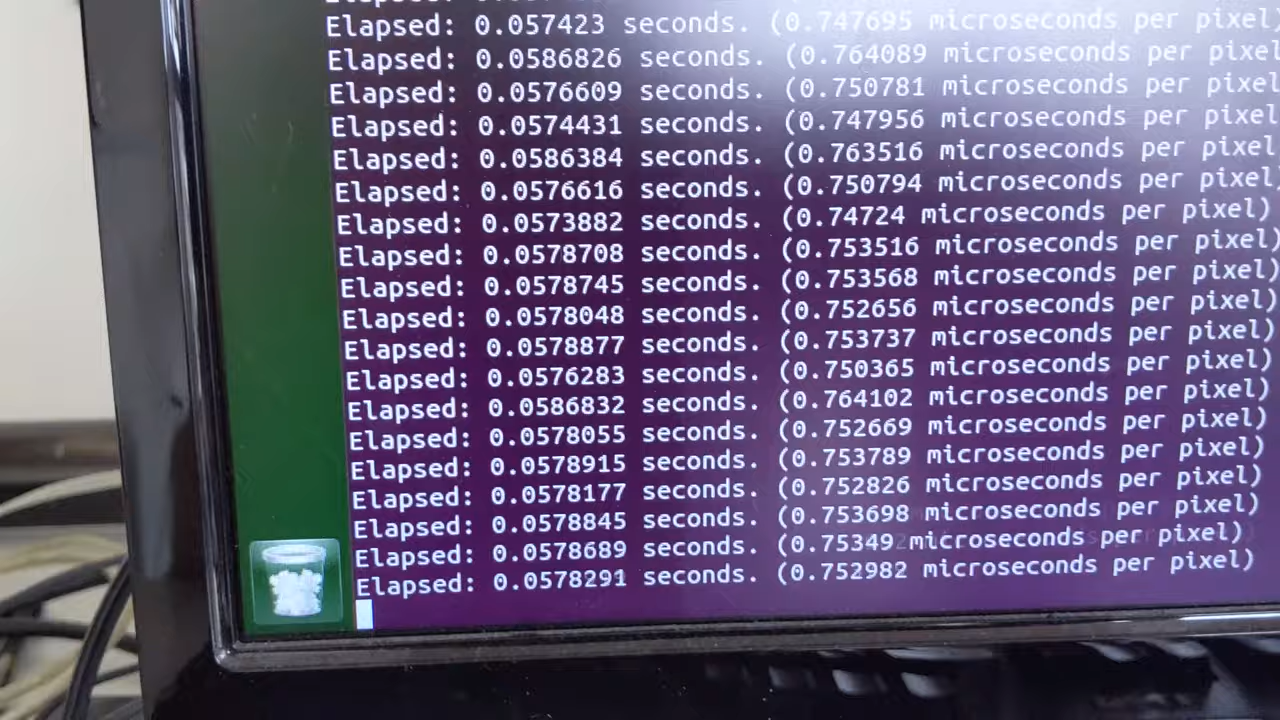 Elapsed: 0.057423 seconds. (0.747695 microseconds per pixel)
Elapsed: 0.0586826 seconds. (0.764089 microseconds per pixel
Elapsed: 0.0576609 seconds. (0.750781 microseconds per pixel
Elapsed: 0.0574431 seconds. (0.747956 microseconds per pixel
Elapsed: 0.0586384 seconds. (0.763516 microseconds per pixel
Elapsed: 0.0576616 seconds. (0.750794 microseconds per pixel)
Elapsed: 0.0573882 seconds. (0.74724 microseconds per pixel)
Elapsed: 0.0578708 seconds. (0.753516 microseconds per pixel)
Elapsed: 0.0578745 seconds. (0.753568 microseconds per pixel)
Elapsed: 0.0578048 seconds. (0.752656 microseconds per pixel)
Elapsed: 0.0578877 seconds. (0.753737 microseconds per pixel)
Elapsed: 0.0576283 seconds. (0.750365 microseconds per pixel)
Elapsed: 0.0586832 seconds. (0.764102 microseconds per pixel)
Elapsed: 0.0578055 seconds. (0.752669 microseconds per pixel)
Elapsed: 0.0578915 seconds. (0.753789 microseconds per pixel)
Elapsed: 0.0578177 seconds. (0.752826 microseconds per pixel)
Elapsed: 0.0578845 seconds. (0.753698 microseconds per pixel)
Elapsed: 0.0578689 seconds. (0.75349 microseconds per pixel)
Elapsed: 0.0578291 seconds. (0.752982 microseconds per pixel)